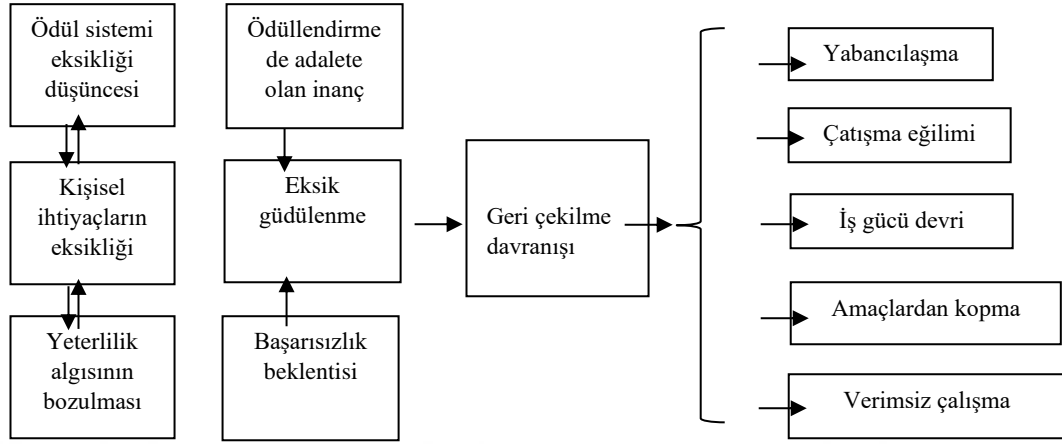 Ödül sistemi
eksikliği
düşüncesi
Ödüllendirme
de adalete
olan inanç
Kişisel
ihtiyaçların
eksikliği
Eksik
güdülenme
Yeterlilik
algısının
bozulması
Başarısızlık
beklentisi
Geri çekilme
davranışı
Yabancılaşma
Çatışma eğilimi
İş gücü devri
Amaçlardan kopma
Verimsiz çalışma